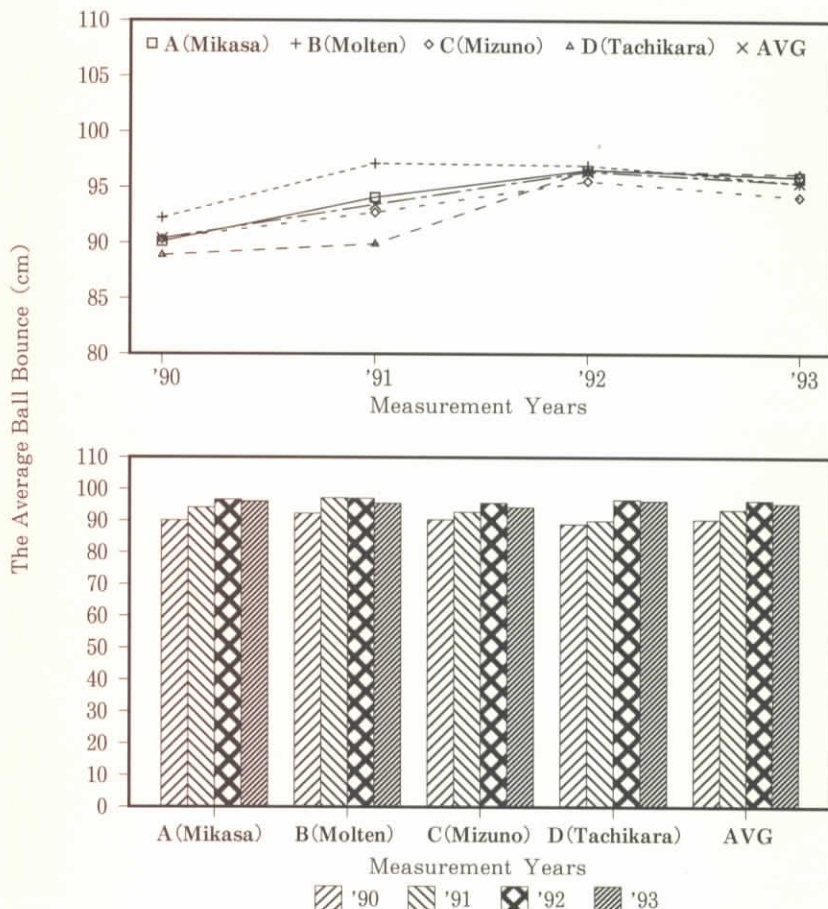 The Average Ball Bounce (cm)
110
105
100
95
90
85
80
A(Mikasa) B(Molten) C(Mizuno) D(Tachikara) AVG
'90 '91 '92 '93
Measurement Years
110
100
90
80
70
60
50
40
30
20
10
0
A(Mikasa) B(Molten) C(Mizuno) D(Tachikara) AVG
Measurement Years
'90 '91 '92 '93